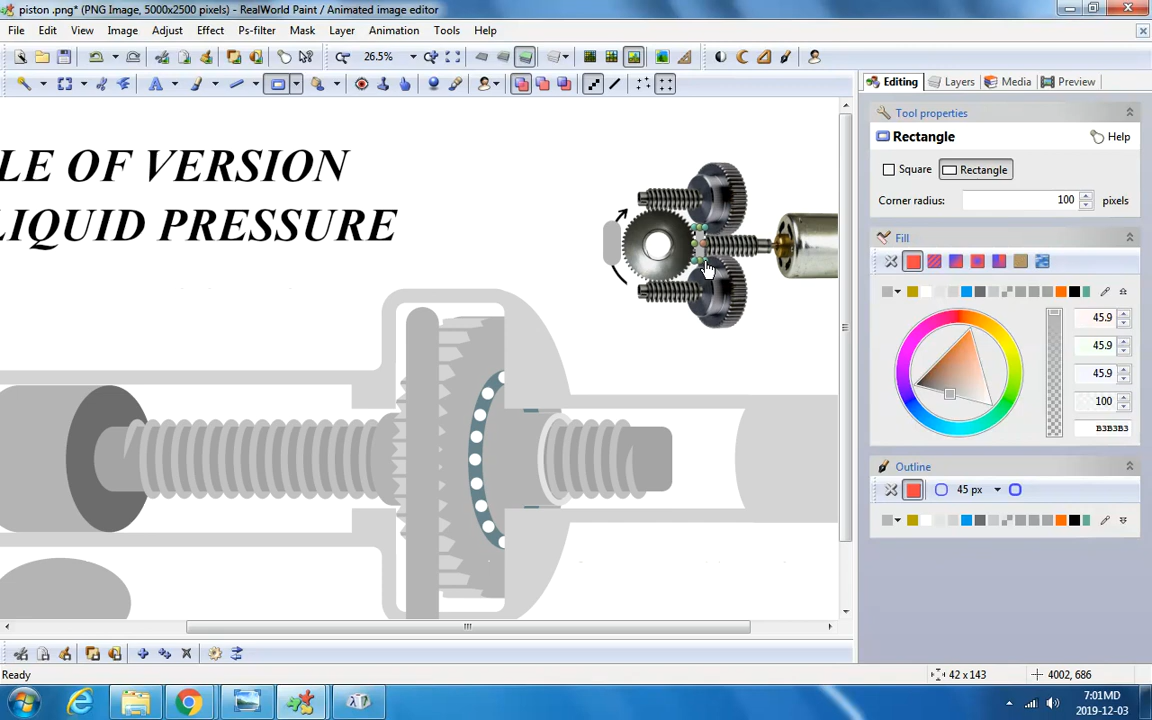 piston .png* (PNG Image, 5000x2500 pixels) - RealWorld Paint / Animated image editor
File Edit View Image Adjust Effect Ps-filter Mask Layer Animation Tools Help
26.5%
Editing Layers Media Preview
Tool properties
Rectangle Help
Square Rectangle
Corner radius: 100 pixels
Fill
45.9
45.9
45.9
100
B3B3B3
Outline
45 px
LE OF VERSION
LIQUID PRESSURE
Ready 42 x 143 4002, 686
7:01MD
2019-12-03